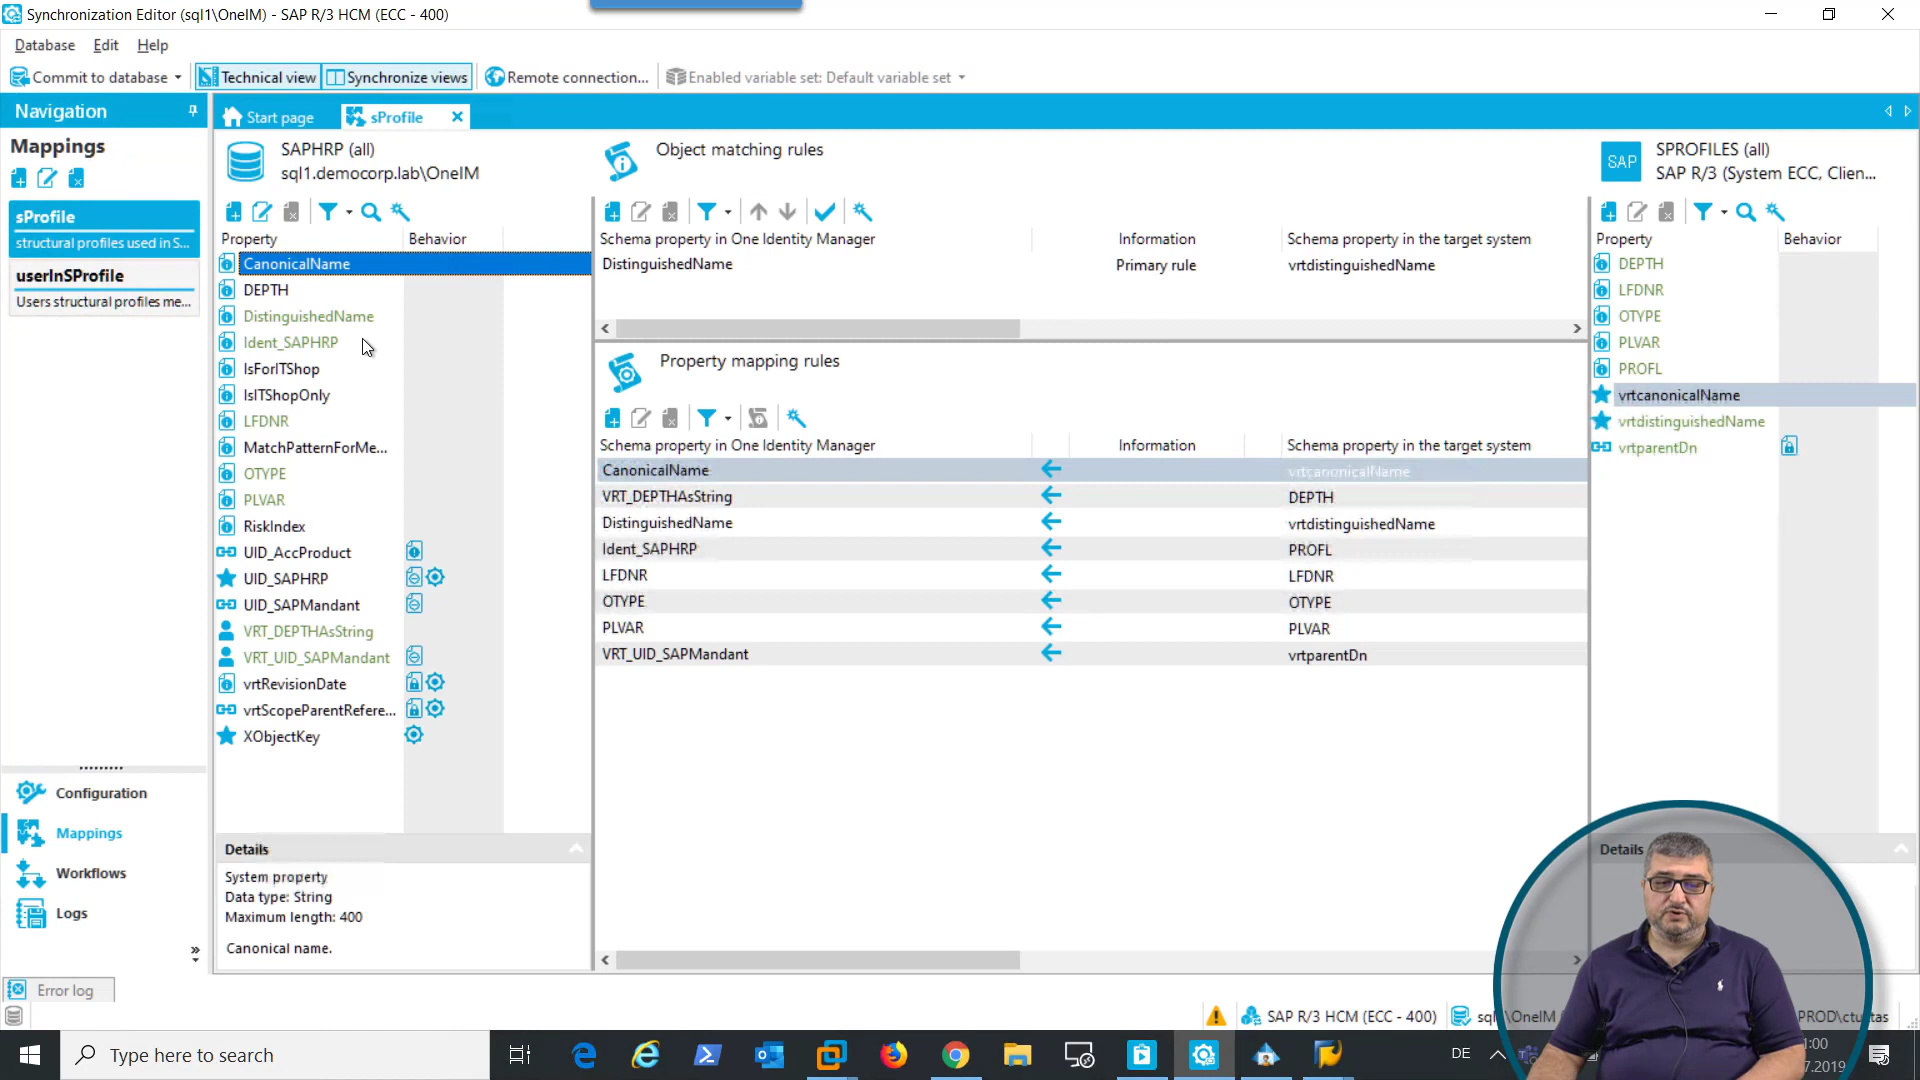 Synchronization Editor (sql1\OneIM) - SAP R/3 HCM (ECC - 400)
Database Edit Help
Commit to database Technical view Synchronize views Remote connection... Enabled variable set: Default variable set
Navigation
Mappings
sProfile
structural profiles used in S...
userInSProfile
Users structural profiles me...
Configuration
Mappings
Workflows
Logs
»
Error log
Start page sProfile
SAPHRP (all)
sql1.democorp.lab\OneIM
Property Behavior
CanonicalName
DEPTH
DistinguishedName
Ident_SAPHRP
IsForITShop
IsITShopOnly
LFDNR
MatchPatternForMe...
OTYPE
PLVAR
RiskIndex
UID_AccProduct
UID_SAPHRP
UID_SAPMandant
VRT_DEPTHAsString
VRT_UID_SAPMandant
vrtRevisionDate
vrtScopeParentRefere...
XObjectKey
Details
System property
Data type: String
Maximum length: 400
Canonical name.
Object matching rules
Schema property in One Identity Manager Information Schema property in the target system
DistinguishedName Primary rule vrtdistinguishedName
Property mapping rules
Schema property in One Identity Manager Information Schema property in the target system
CanonicalName vrtcanonicalName
VRT_DEPTHAsString DEPTH
DistinguishedName vrtdistinguishedName
Ident_SAPHRP PROFL
LFDNR LFDNR
OTYPE OTYPE
PLVAR PLVAR
VRT_UID_SAPMandant vrtparentDn
SAP
SPROFILES (all)
SAP R/3 (System ECC, Clien...
Property Behavior
DEPTH
LFDNR
OTYPE
PLVAR
PROFL
vrtcanonicalName
vrtdistinguishedName
vrtparentDn
Details
SAP R/3 HCM (ECC - 400)
Type here to search
DE